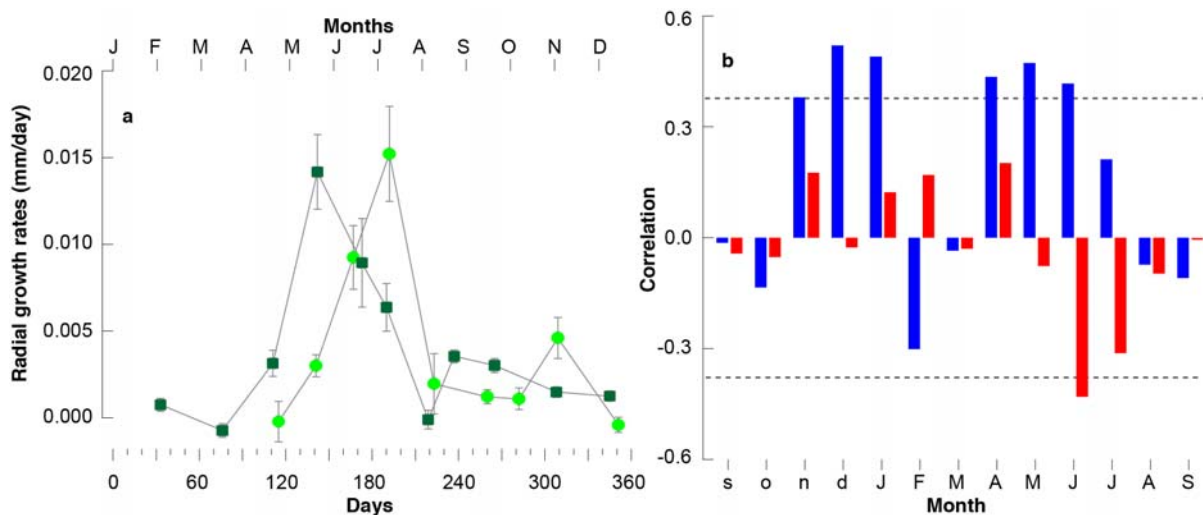 Months
J F M A M J J A S O N D
a
0.020
0.015
0.010
0.005
0.000
Radial growth rates (mm/day)
0 60 120 180 240 300 360
Days
b
0.6
0.3
0.0
-0.3
-0.6
Correlation
s o n d J F M A M J J A S
Month